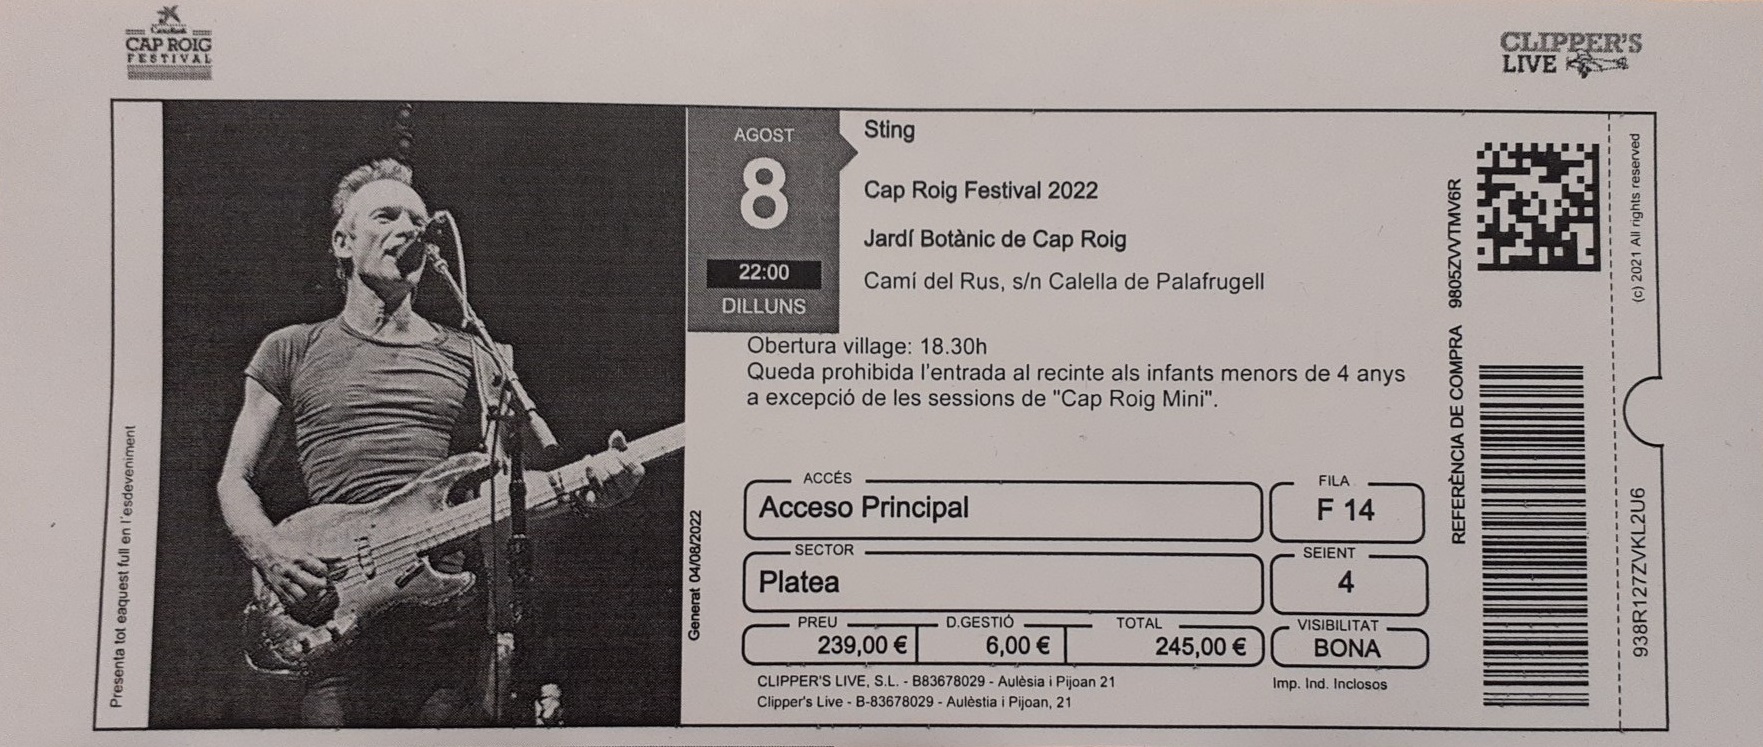 CAP ROIG
FESTIVAL
CLIPPER'S
LIVE
Presenta tot eaquest full en l'esdeveniment
AGOST
8
22:00
DILLUNS
Sting
Cap Roig Festival 2022
Jardí Botànic de Cap Roig
Camí del Rus, s/n Calella de Palafrugell
Obertura village: 18.30h
Queda prohibida l'entrada al recinte als infants menors de 4 anys
a excepció de les sessions de "Cap Roig Mini".
Generat 04/08/2022
ACCÉS
Acceso Principal
FILA
F 14
SECTOR
Platea
SEIENT
4
PREU D.GESTIÓ TOTAL
239,00 € 6,00 € 245,00 €
VISIBILITAT
BONA
CLIPPER'S LIVE, S.L. - B83678029 - Aulèsia i Pijoan 21
Clipper's Live - B-83678029 - Aulèstia i Pijoan, 21
Imp. Ind. Inclosos
REFERÈNCIA DE COMPRA 9805ZVVTMV6R
(c) 2021 All rights reserved
938R127ZVKL2U6